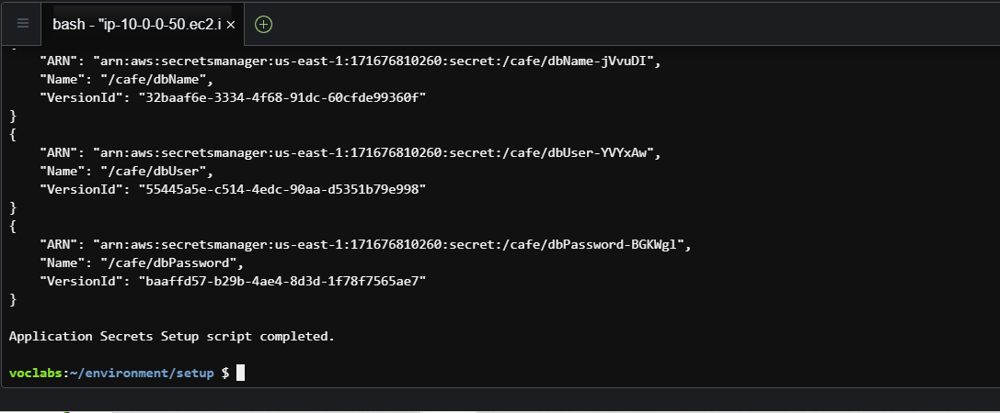 bash - "ip-10-0-0-50.ec2.i ×
    "ARN": "arn:aws:secretsmanager:us-east-1:171676810260:secret:/cafe/dbName-jVvuDI",
    "Name": "/cafe/dbName",
    "VersionId": "32baaf6e-3334-4f68-91dc-60cfde99360f"
}
{
    "ARN": "arn:aws:secretsmanager:us-east-1:171676810260:secret:/cafe/dbUser-YVYxAw",
    "Name": "/cafe/dbUser",
    "VersionId": "55445a5e-c514-4edc-90aa-d5351b79e998"
}
{
    "ARN": "arn:aws:secretsmanager:us-east-1:171676810260:secret:/cafe/dbPassword-BGKWgl",
    "Name": "/cafe/dbPassword",
    "VersionId": "baaffd57-b29b-4ae4-8d3d-1f78f7565ae7"
}
Application Secrets Setup script completed.
voclabs:~/environment/setup $